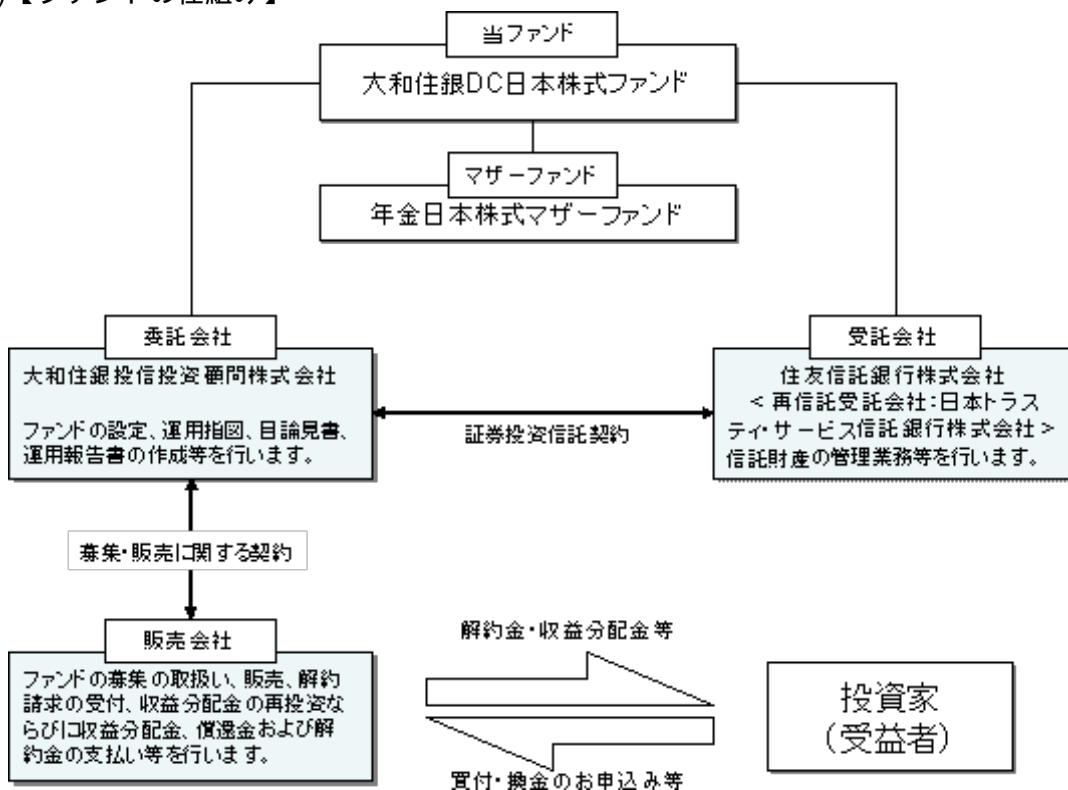 )【ファンドの仕組み】
当ファンド
大和住銀DC日本株式ファンド
マザーファンド
年金日本株式マザーファンド
委託会社
大和住銀投信投資顧問株式会社
ファンドの設定、運用指図、目論見書、
運用報告書の作成等を行います。
証券投資信託契約
受託会社
住友信託銀行株式会社
<再信託受託会社:日本トラス
ティ・サービス信託銀行株式会社>
信託財産の管理業務等を行います。
募集・販売に関する契約
販売会社
ファンドの募集の取扱い、販売、解約
請求の受付、収益分配金の再投資な
らびに収益分配金、償還金および解
約金の支払い等を行います。
解約金・収益分配金等
買付・換金のお申込み等
投資家
(受益者)